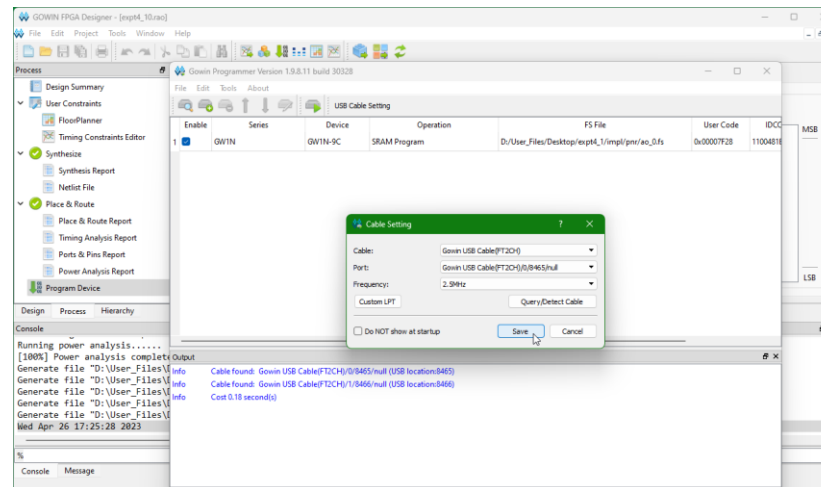 GOWIN FPGA Designer - [expt4_10.rao]
File Edit Project Tools Window Help
Process
Design Summary
User Constraints
FloorPlanner
Timing Constraints Editor
Synthesize
Synthesis Report
Netlist File
Place & Route
Place & Route Report
Timing Analysis Report
Ports & Pins Report
Power Analysis Report
Program Device
Design Process Hierarchy
Console
Running power analysis......
[100%] Power analysis complet
Generate file "D:\User_Files\
Generate file "D:\User_Files\
Generate file "D:\User_Files\
Generate file "D:\User_Files\
Generate file "D:\User_Files\
Wed Apr 26 17:25:28 2023
%
Console Message
Gowin Programmer Version 1.9.8.11 build 30328
File Edit Tools About
USB Cable Setting
Enable Series Device Operation FS File User Code IDCC
1 GW1N GW1N-9C SRAM Program D:/User_Files/Desktop/expt4_1/impl/pnr/ao_0.fs 0x00007F28 1100481
Cable Setting ? ×
Cable: Gowin USB Cable(FT2CH)
Port: Gowin USB Cable(FT2CH)/0/8465/null
Frequency: 2.5MHz
Custom LPT Query/Detect Cable
Do NOT show at startup Save Cancel
Output
Info Cable found: Gowin USB Cable(FT2CH)/0/8465/null (USB location:8465)
Info Cable found: Gowin USB Cable(FT2CH)/1/8466/null (USB location:8466)
Info Cost 0.18 second(s)
MSB
LSB